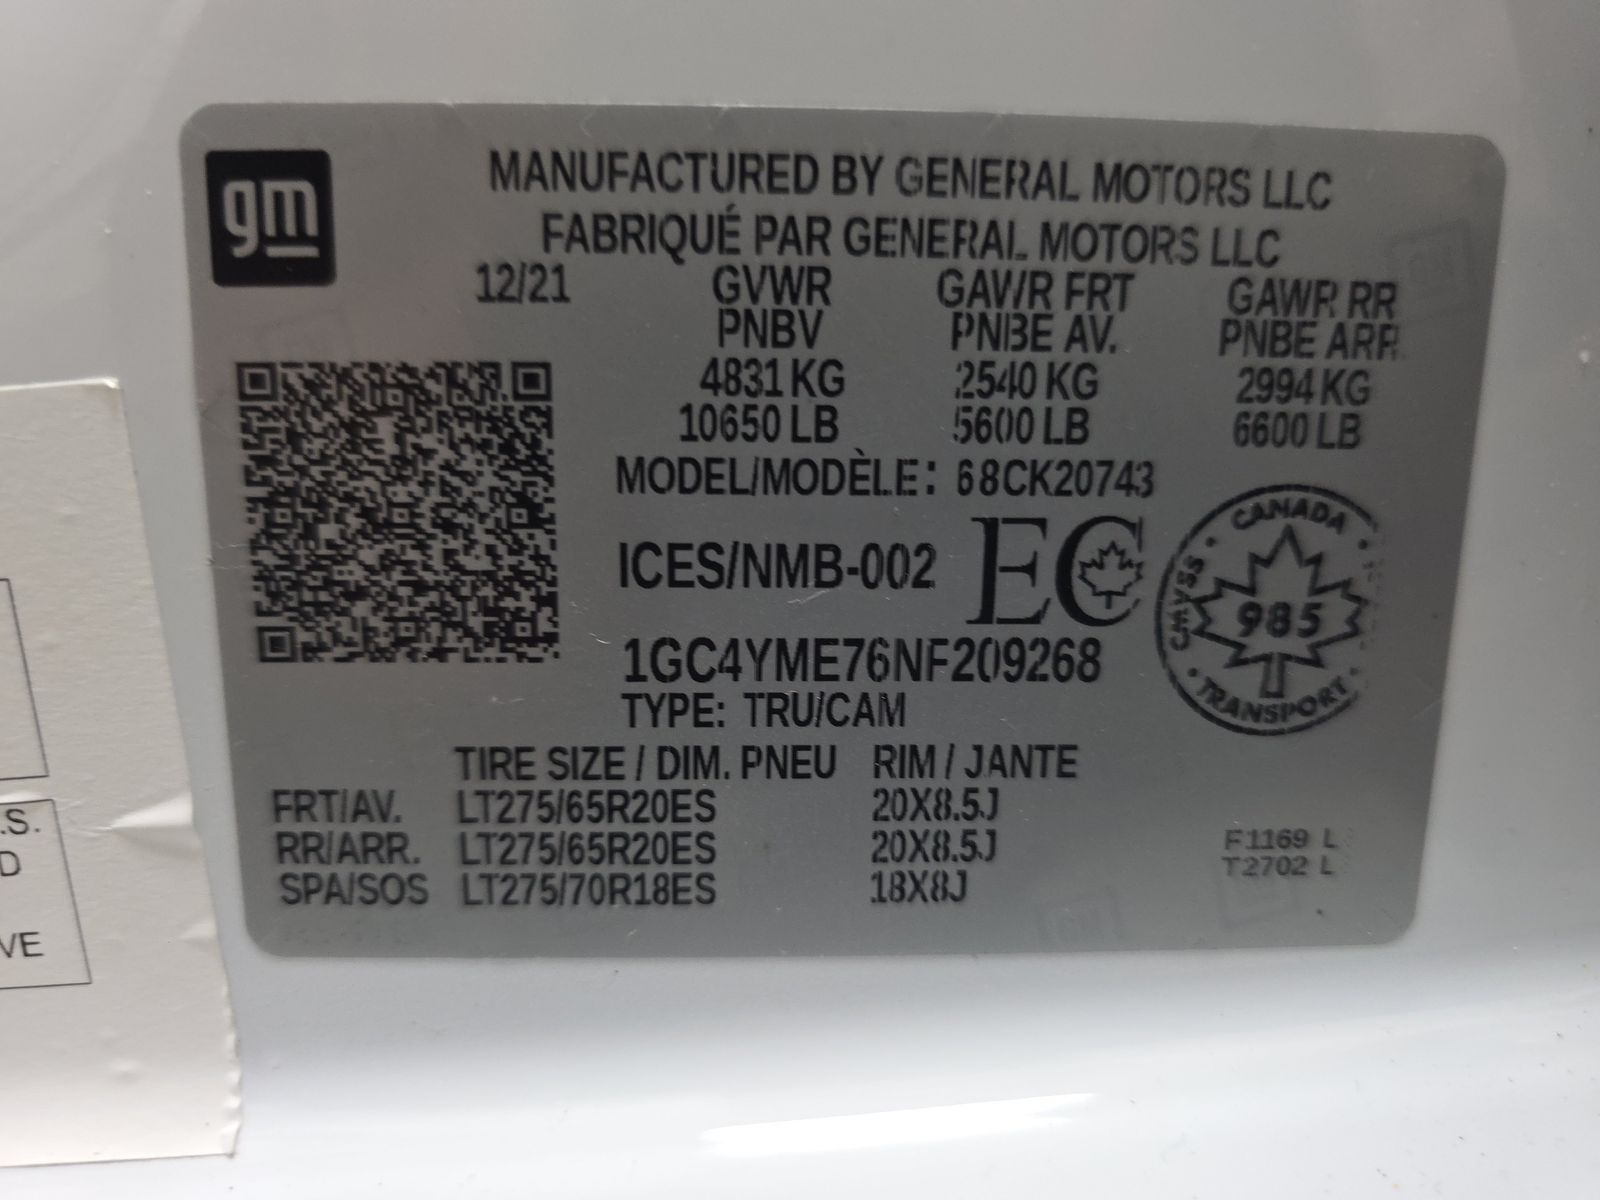 gm
MANUFACTURED BY GENERAL MOTORS LLC
FABRIQUÉ PAR GENERAL MOTORS LLC
12/21 GVWR GAWR FRT GAWR RR
PNBV PNBE AV. PNBE ARR.
4831 KG 2540 KG 2994 KG
10650 LB 5600 LB 6600 LB
MODEL/MODÈLE: 68CK20743
ICES/NMB-002 EC
CANADA
CMVSS
985
TRANSPORT
1GC4YME76NF209268
TYPE: TRU/CAM
TIRE SIZE / DIM. PNEU RIM / JANTE
FRT/AV. LT275/65R20ES 20X8.5J
RR/ARR. LT275/65R20ES 20X8.5J
SPA/SOS LT275/70R18ES 18X8J
F1169 L
T2702 L
.S.
D
VE